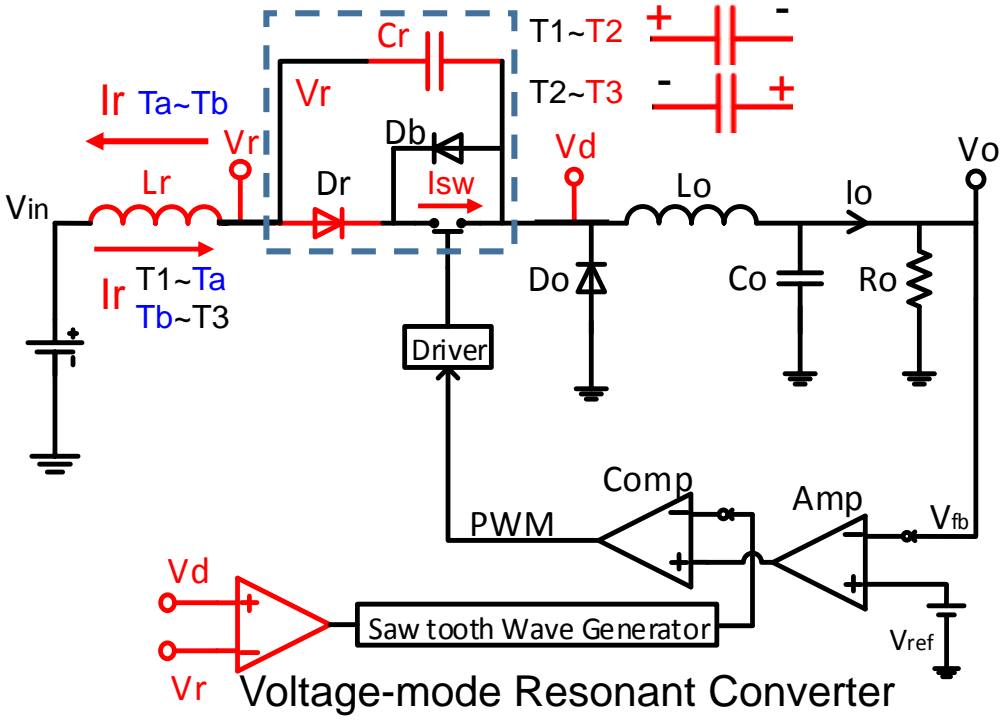 Cr
T1~T2
+ -
Vr
T2~T3
- +
Ir Ta~Tb
Vr
Db
Vd
Vo
Lr
Dr
Isw
Lo
Io
Vin
Ir T1~Ta
Tb~T3
Do
Co
Ro
+
Driver
Comp
Amp
PWM
Vfb
Vd
Saw tooth Wave Generator
Vref
Vr
Voltage-mode Resonant Converter